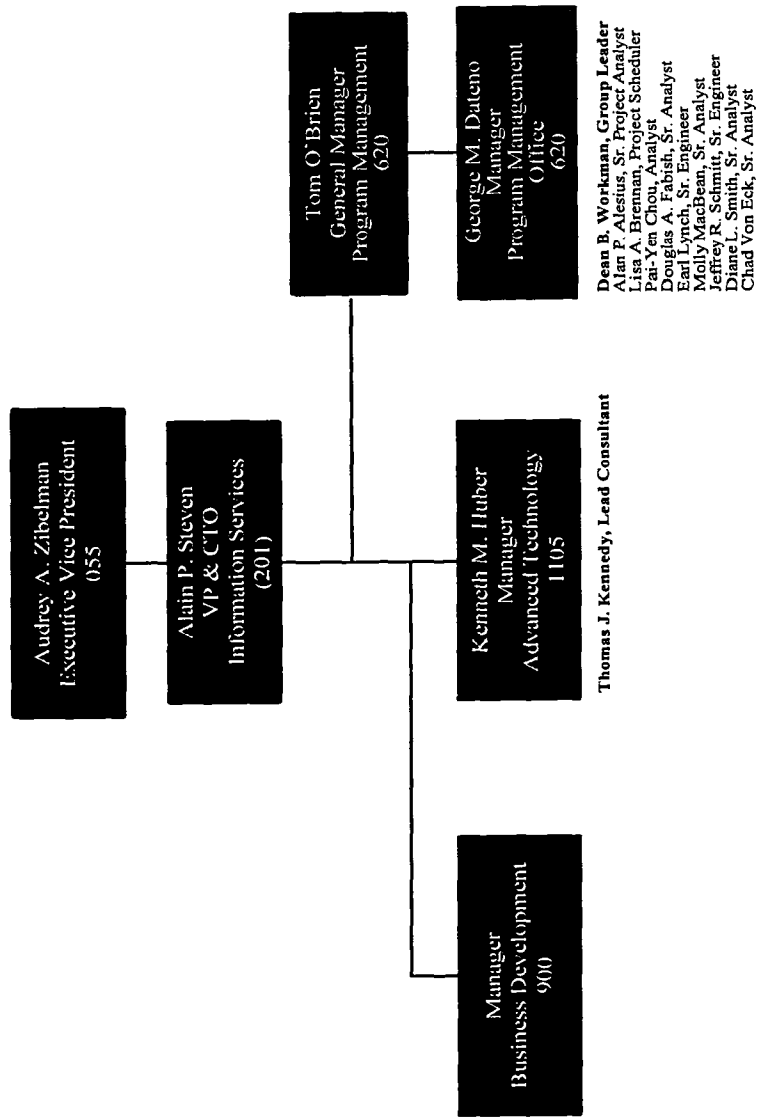 Audrey A. Zibelman
Executive Vice President
055
Alain P. Steven
VP & CTO
Information Services
(201)
Tom O'Brien
General Manager
Program Management
620
Manager
Business Development
900
Kenneth M. Huber
Manager
Advanced Technology
1105
George M. Dateno
Manager
Program Management
Office
620
Thomas J. Kennedy, Lead Consultant
Dean B. Workman, Group Leader
Alan P. Alesius, Sr. Project Analyst
Lisa A. Brennan, Project Scheduler
Pai-Yen Chou, Analyst
Douglas A. Fabish, Sr. Analyst
Earl Lynch, Sr. Engineer
Molly MacBean, Sr. Analyst
Jeffrey R. Schmitt, Sr. Engineer
Diane L. Smith, Sr. Analyst
Chad Von Eck, Sr. Analyst